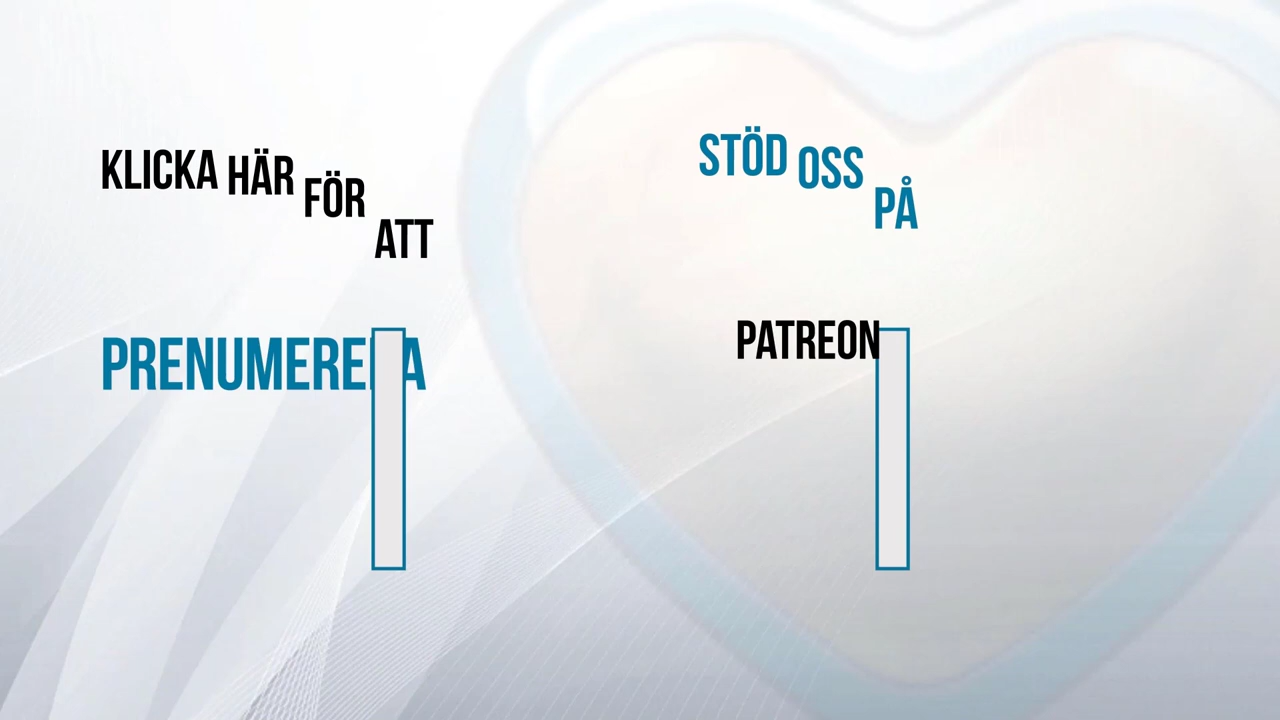 KLICKA HÄR FÖR ATT
PRENUMERERA
STÖD OSS PÅ
PATREON